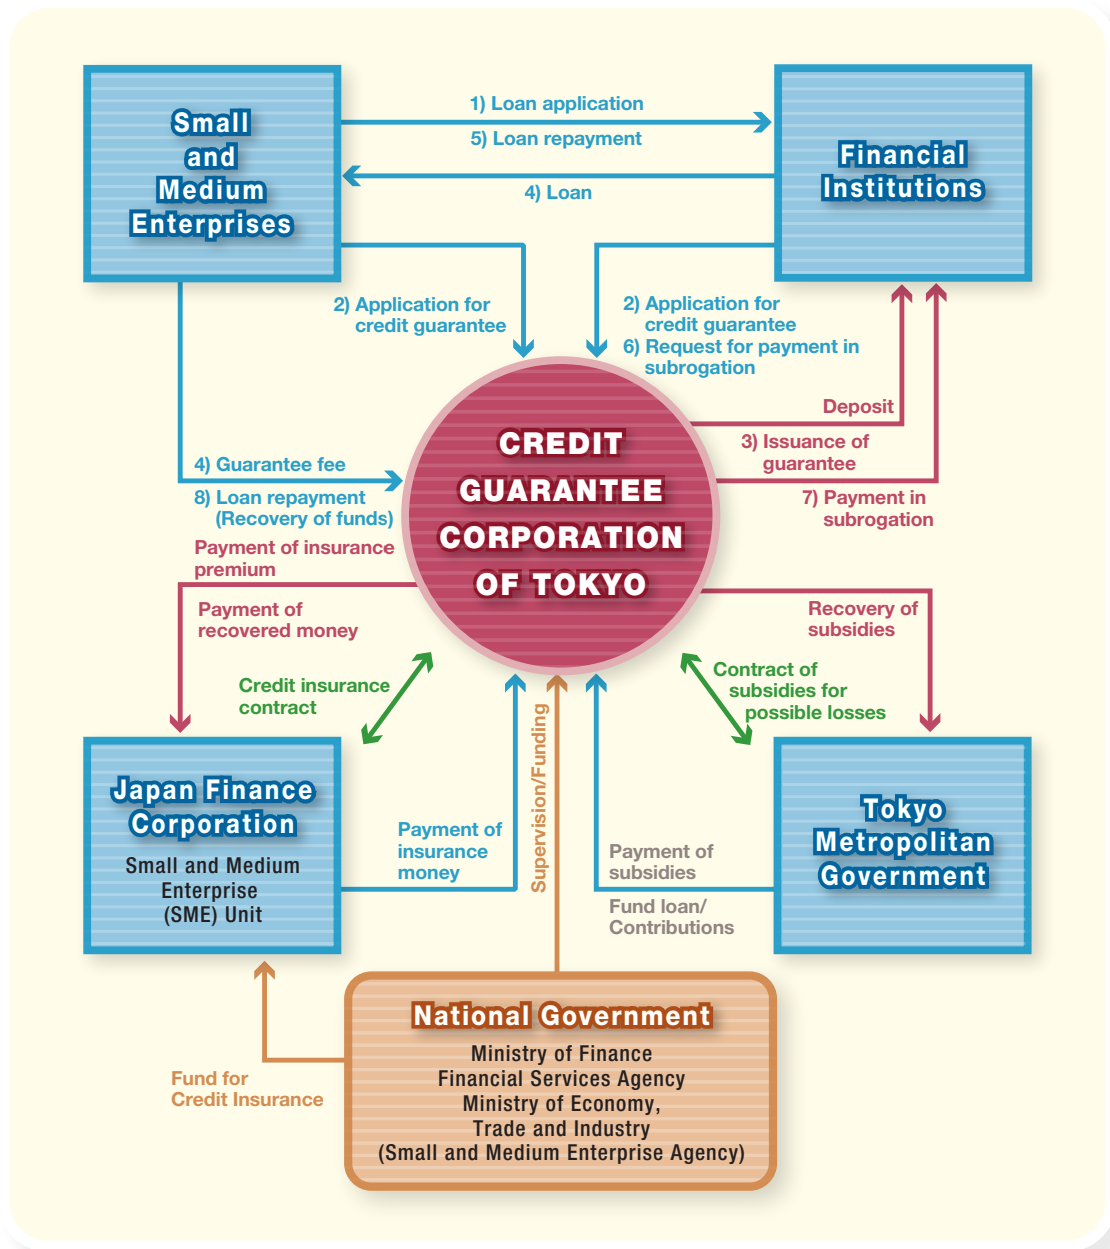 Small
and
Medium
Enterprises
1) Loan application
5) Loan repayment
4) Loan
Financial
Institutions
2) Application for
credit guarantee
2) Application for
credit guarantee
6) Request for payment in
subrogation
Deposit
3) Issuance of
guarantee
7) Payment in
subrogation
4) Guarantee fee
8) Loan repayment
(Recovery of funds)
CREDIT
GUARANTEE
CORPORATION
OF TOKYO
Payment of insurance
premium
Payment of
recovered money
Recovery of
subsidies
Credit insurance
contract
Contract of
subsidies for
possible losses
Japan Finance
Corporation
Small and Medium
Enterprise
(SME) Unit
Payment of
insurance
money
Supervision/Funding
Payment of
subsidies
Fund loan/
Contributions
Tokyo
Metropolitan
Government
Fund for
Credit Insurance
National Government
Ministry of Finance
Financial Services Agency
Ministry of Economy,
Trade and Industry
(Small and Medium Enterprise Agency)